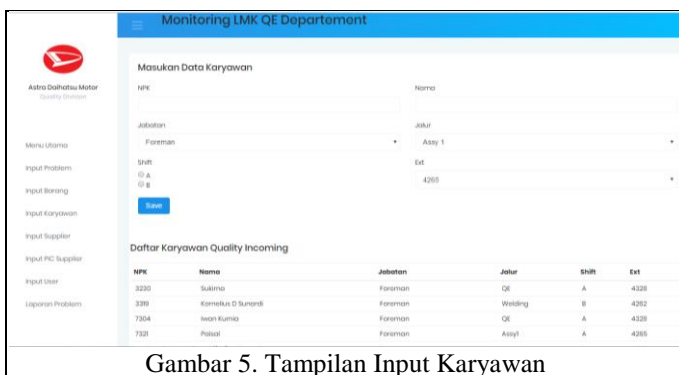 Monitoring LMK QE Departement
Astra Daihatsu Motor
Quality Division
Menu Utama
Input Problem
Input Barang
Input Karyawan
Input Supplier
Input PIC Supplier
Input User
Laporan Problem
Masukan Data Karyawan
NPK Nama
Jabatan Jalur
Foreman Assy 1
Shift Ext
A
B
4265
Save
Daftar Karyawan Quality Incoming
NPK Nama Jabatan Jalur Shift Ext
3230 Sukirno Foreman QE A 4328
3319 Kornelius D Sunardi Foreman Welding B 4282
7304 Iwan Kurnia Foreman QE A 4328
7321 Paisal Foreman Assy1 A 4265
Gambar 5. Tampilan Input Karyawan